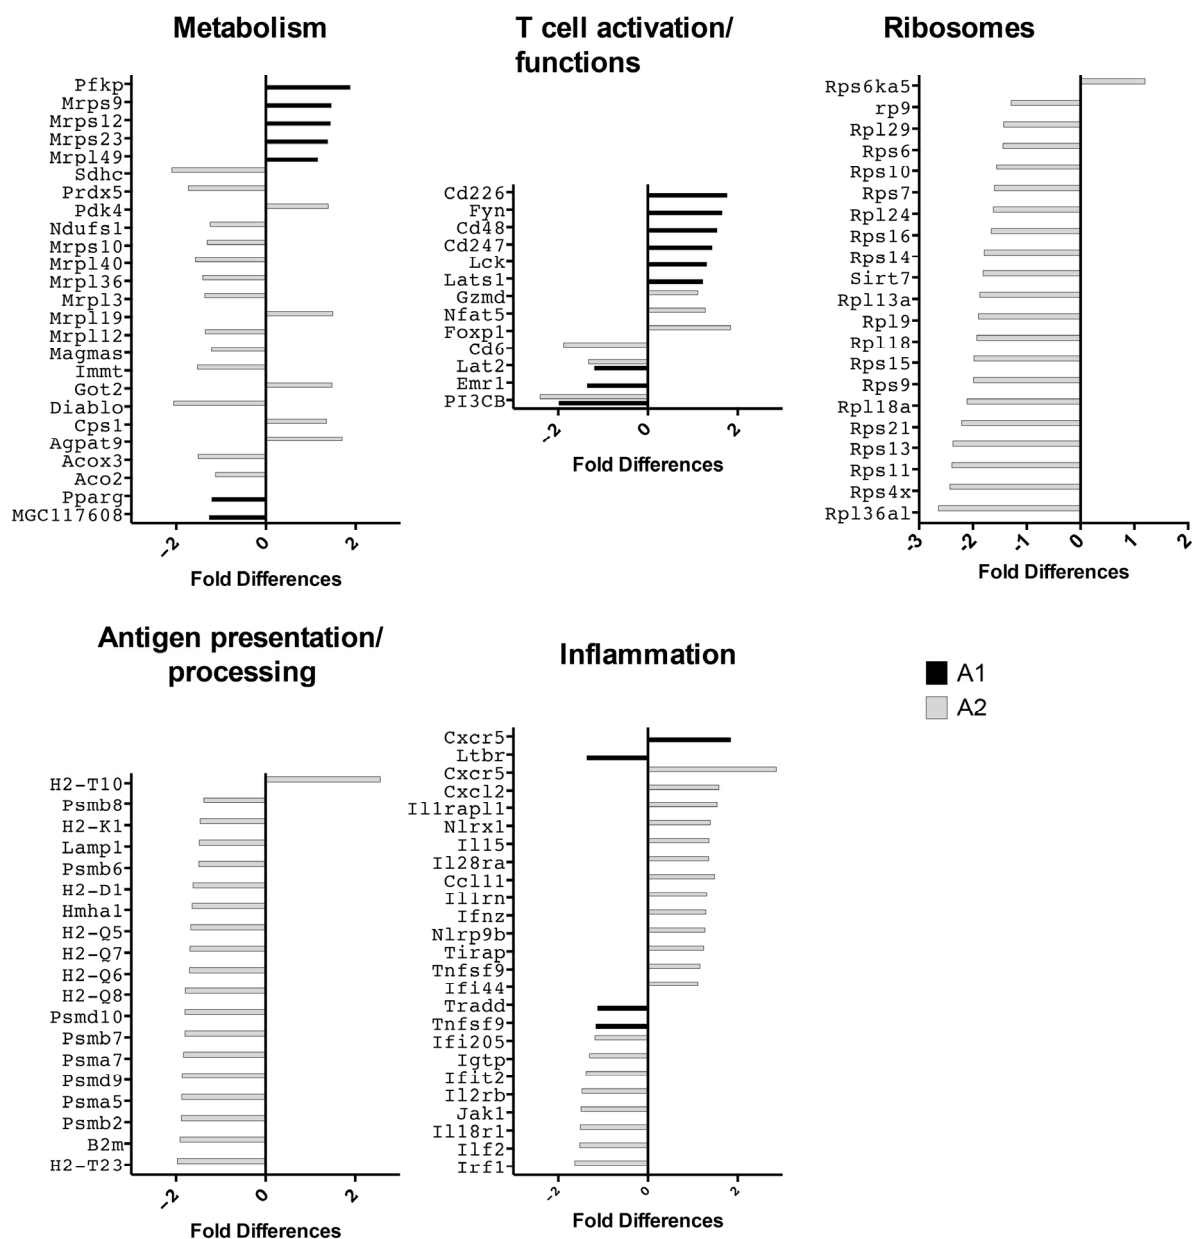 Metabolism
Pfkp
Mrps9
Mrps12
Mrps23
Mrpl49
Sdhc
Prdx5
Pdk4
Ndufs1
Mrps10
Mrpl40
Mrpl36
Mrpl3
Mrpl19
Mrpl12
Magmas
Immt
Got2
Diablo
Cps1
Agpat9
Acox3
Aco2
Pparg
MGC117608
-2 0 2
Fold Differences
T cell activation/
functions
Cd226
Fyn
Cd48
Cd247
Lck
Lats1
Gzmd
Nfat5
Foxp1
Cd6
Lat2
Emr1
PI3CB
-2 0 2
Fold Differences
Ribosomes
Rps6ka5
rp9
Rpl29
Rps6
Rps10
Rps7
Rpl24
Rps16
Rps14
Sirt7
Rpl13a
Rpl9
Rpl18
Rps15
Rps9
Rpl18a
Rps21
Rps13
Rps11
Rps4x
Rpl36al
-3 -2 -1 0 1 2
Fold Differences
Antigen presentation/
processing
H2-T10
Psmb8
H2-K1
Lamp1
Psmb6
H2-D1
Hmha1
H2-Q5
H2-Q7
H2-Q6
H2-Q8
Psmd10
Psmb7
Psma7
Psmd9
Psma5
Psmb2
B2m
H2-T23
-2 0 2
Fold Differences
Inflammation
Cxcr5
Ltbr
Cxcr5
Cxcl2
Il1rapl1
Nlrx1
Il15
Il28ra
Ccl11
Il1rn
Ifnz
Nlrp9b
Tirap
Tnfsf9
Ifi44
Tradd
Tnfsf9
Ifi205
Igtp
Ifit2
Il2rb
Jak1
Il18r1
Ilf2
Irf1
-2 0 2
Fold Differences
A1
A2